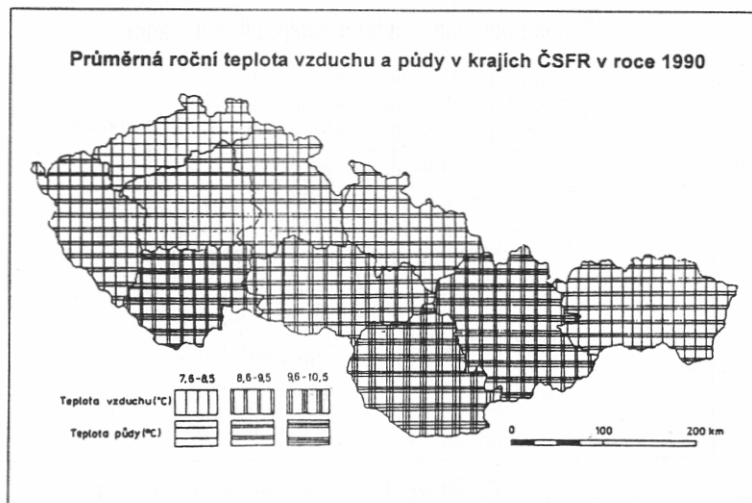 Průměrná roční teplota vzduchu a půdy v krajích ČSFR v roce 1990
7,6-8,5 8,6-9,5 9,6-10,5
Teplota vzduchu(°C)
Teplota půdy(°C)
0 100 200 km